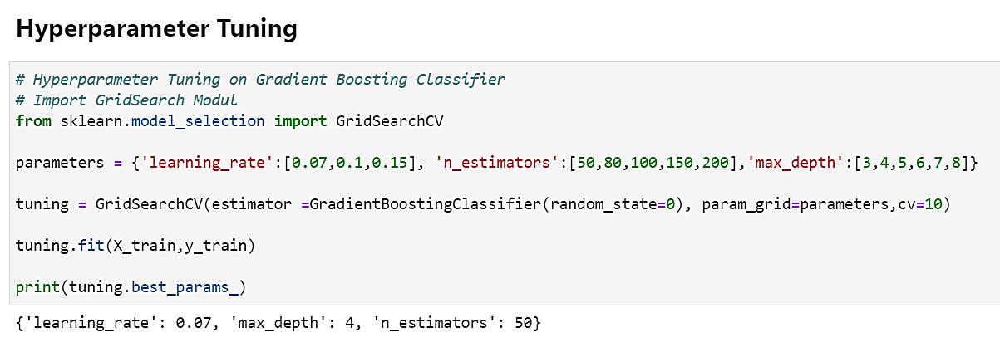 Hyperparameter Tuning
# Hyperparameter Tuning on Gradient Boosting Classifier
# Import GridSearch Modul
from sklearn.model_selection import GridSearchCV
parameters = {'learning_rate':[0.07,0.1,0.15], 'n_estimators':[50,80,100,150,200],'max_depth':[3,4,5,6,7,8]}
tuning = GridSearchCV(estimator =GradientBoostingClassifier(random_state=0), param_grid=parameters,cv=10)
tuning.fit(X_train,y_train)
print(tuning.best_params_)
{'learning_rate': 0.07, 'max_depth': 4, 'n_estimators': 50}